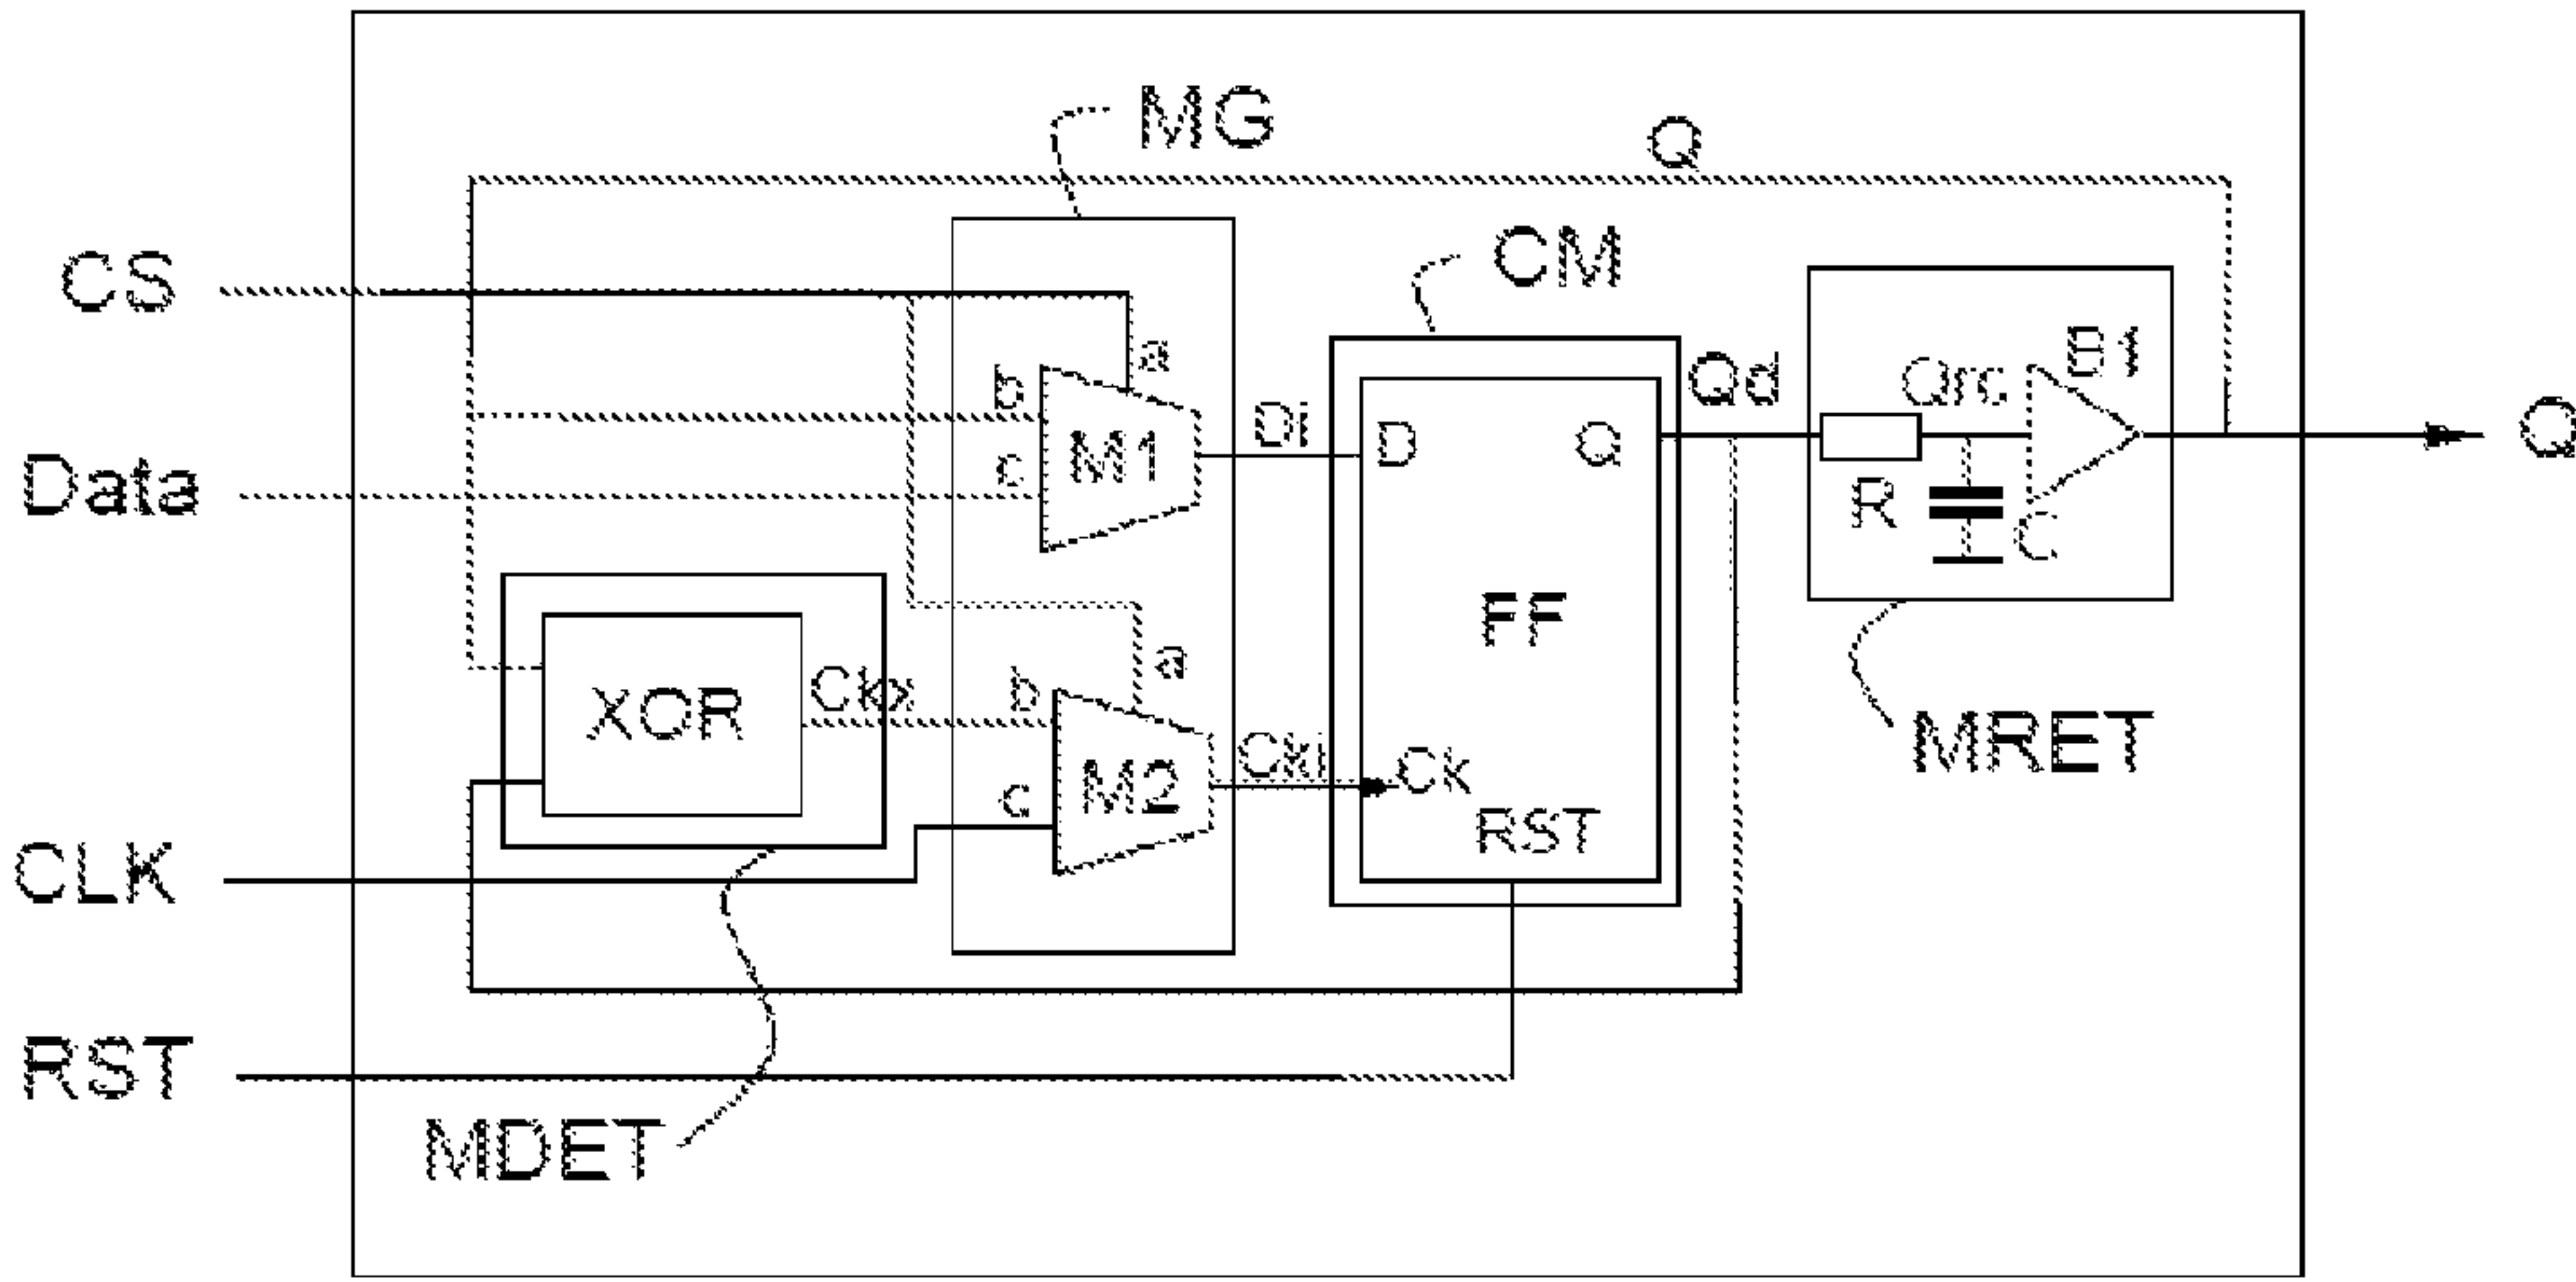 MG
Q
CS
CM
a
b
B1
Qd
Qrc
Di
D
Q
Q
M1
c
Data
R
C
FF
a
XOR
Ckx
b
MRET
Cki
Ck
M2
c
RST
CLK
RST
MDET